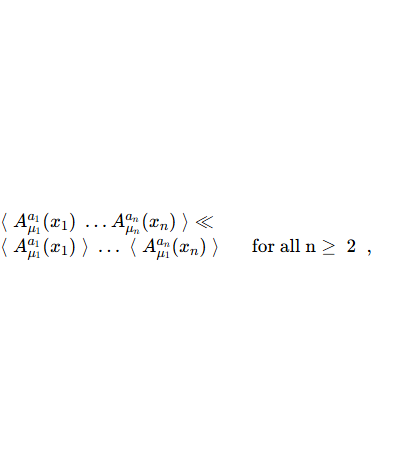 ⟨ A^{a_1}_{μ_1}(x_1) … A^{a_n}_{μ_n}(x_n) ⟩ ≪
⟨ A^{a_1}_{μ_1}(x_1) ⟩ … ⟨ A^{a_n}_{μ_1}(x_n) ⟩ for all n ≥ 2 ,